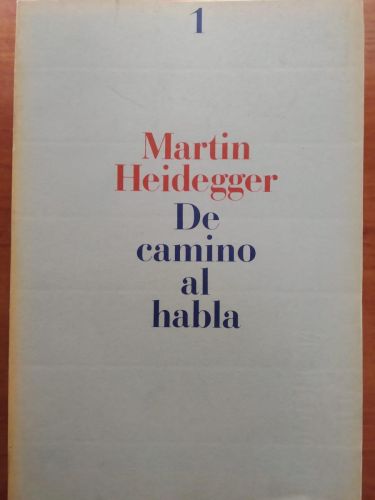 1
Martin
Heidegger
De
camino
al
habla